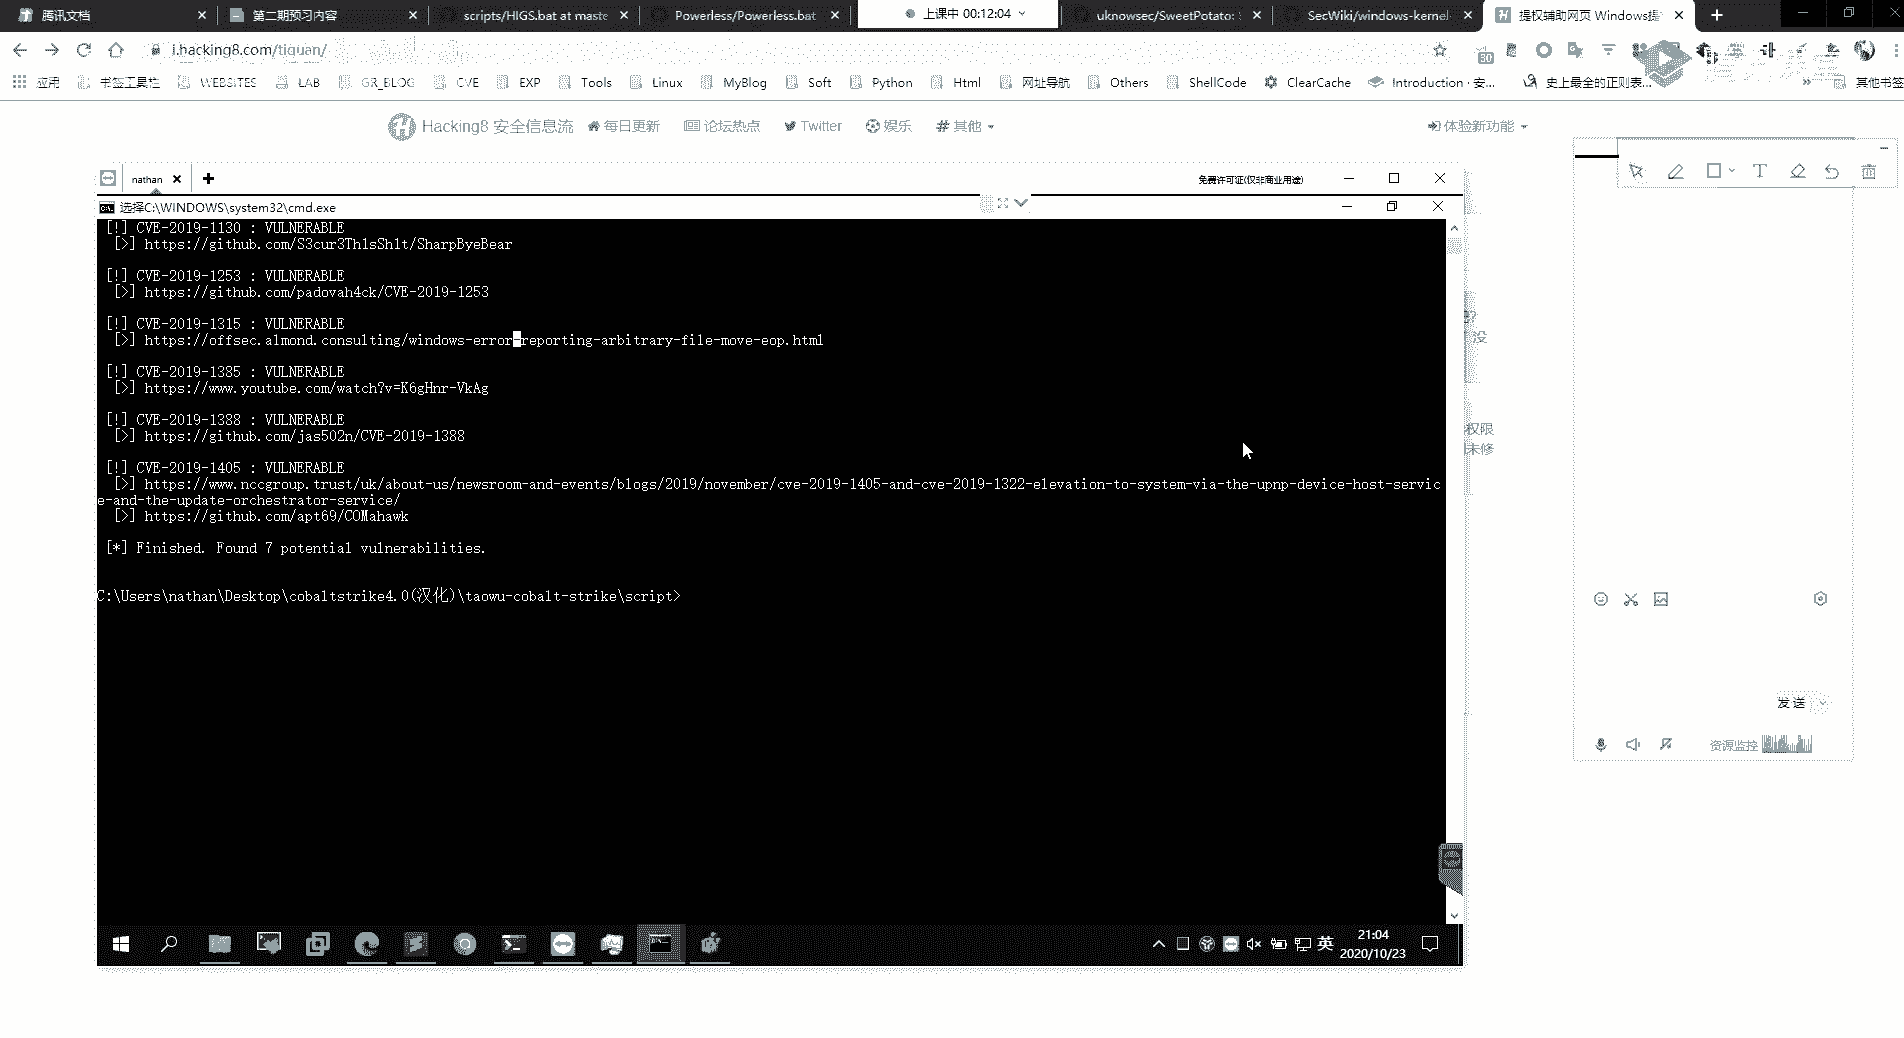 腾讯文档
第二期预习内容
scripts/HIGS.bat at maste
Powerless/Powerless.bat
上课中 00:12:04
uknowsec/SweetPotato:
SecWiki/windows-kernel-
提权辅助网页 Windows提
i.hacking8.com/tiquan/
应用
书签工具栏
WEBSITES
LAB
GR_BLOG
CVE
EXP
Tools
Linux
MyBlog
Soft
Python
Html
网址导航
Others
ShellCode
ClearCache
Introduction · 安...
史上最全的正则表...
其他书签
Hacking8 安全信息流
每日更新
论坛热点
Twitter
娱乐
# 其他
体验新功能
nathan
免费许可证(仅非商业用途)
选择C:\WINDOWS\system32\cmd.exe
[!] CVE-2019-1130 : VULNERABLE
[>] https://github.com/S3cur3Th1sSh1t/SharpByeBear
[!] CVE-2019-1253 : VULNERABLE
[>] https://github.com/padovah4ck/CVE-2019-1253
[!] CVE-2019-1315 : VULNERABLE
[>] https://offsec.almond.consulting/windows-error-reporting-arbitrary-file-move-eop.html
[!] CVE-2019-1385 : VULNERABLE
[>] https://www.youtube.com/watch?v=K6gHnr-VkAg
[!] CVE-2019-1388 : VULNERABLE
[>] https://github.com/jas502n/CVE-2019-1388
[!] CVE-2019-1405 : VULNERABLE
[>] https://www.nccgroup.trust/uk/about-us/newsroom-and-events/blogs/2019/november/cve-2019-1405-and-cve-2019-1322-elevation-to-system-via-the-upnp-device-host-servic
e-and-the-update-orchestrator-service/
[>] https://github.com/apt69/COMahawk
[*] Finished. Found 7 potential vulnerabilities.
C:\Users\nathan\Desktop\cobaltstrike4.0(汉化)\taowu-cobalt-strike\script>
没
权限
未修
发送
资源监控
英
21:04
2020/10/23